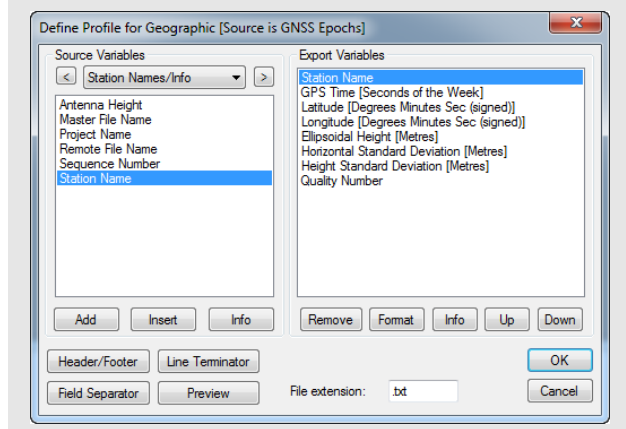 Define Profile for Geographic [Source is GNSS Epochs]
x
Source Variables
< Station Names/Info >
Antenna Height
Master File Name
Project Name
Remote File Name
Sequence Number
Station Name
Add Insert Info
Export Variables
Station Name
GPS Time [Seconds of the Week]
Latitude [Degrees Minutes Sec (signed)]
Longitude [Degrees Minutes Sec (signed)]
Ellipsoidal Height [Metres]
Horizontal Standard Deviation [Metres]
Height Standard Deviation [Metres]
Quality Number
Remove Format Info Up Down
Header/Footer Line Terminator OK
Field Separator Preview File extension: .txt Cancel